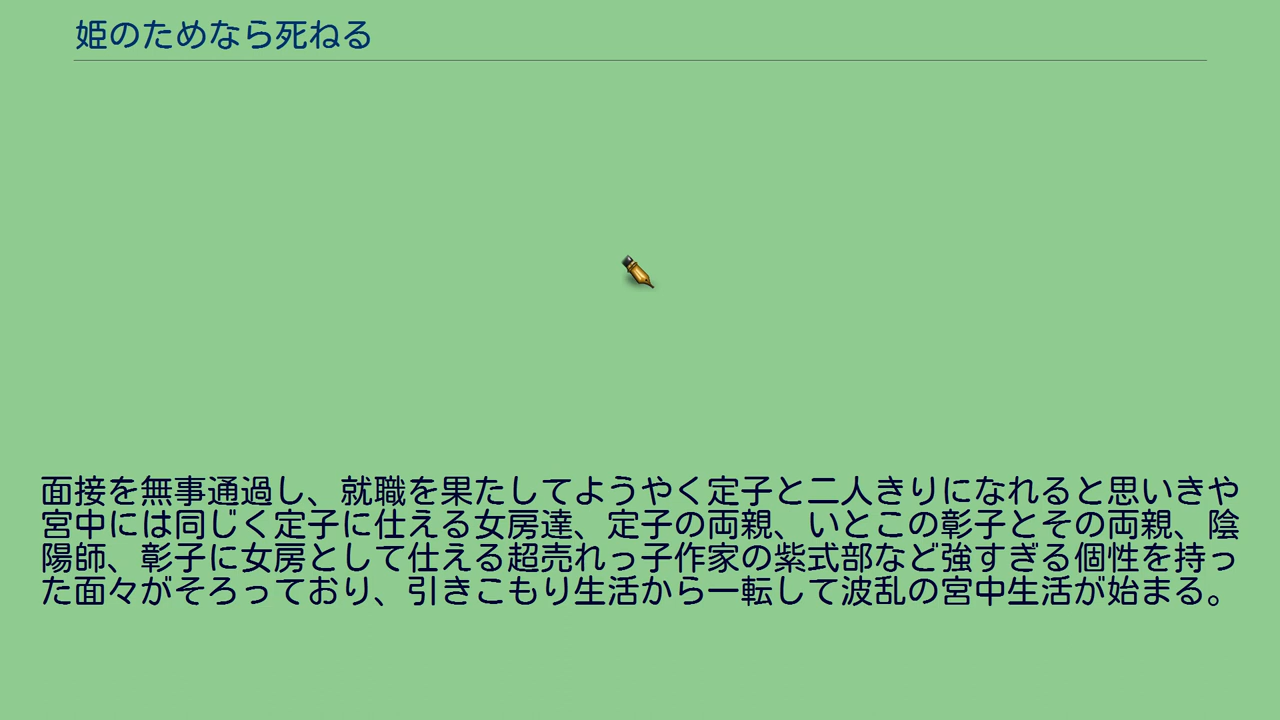 姫のためなら死ねる
面接を無事通過し、就職を果たしてようやく定子と二人きりになれると思いきや
宮中には同じく定子に仕える女房達、定子の両親、いとこの彰子とその両親、陰
陽師、彰子に女房として仕える超売れっ子作家の紫式部など強すぎる個性を持っ
た面々がそろっており、引きこもり生活から一転して波乱の宮中生活が始まる。